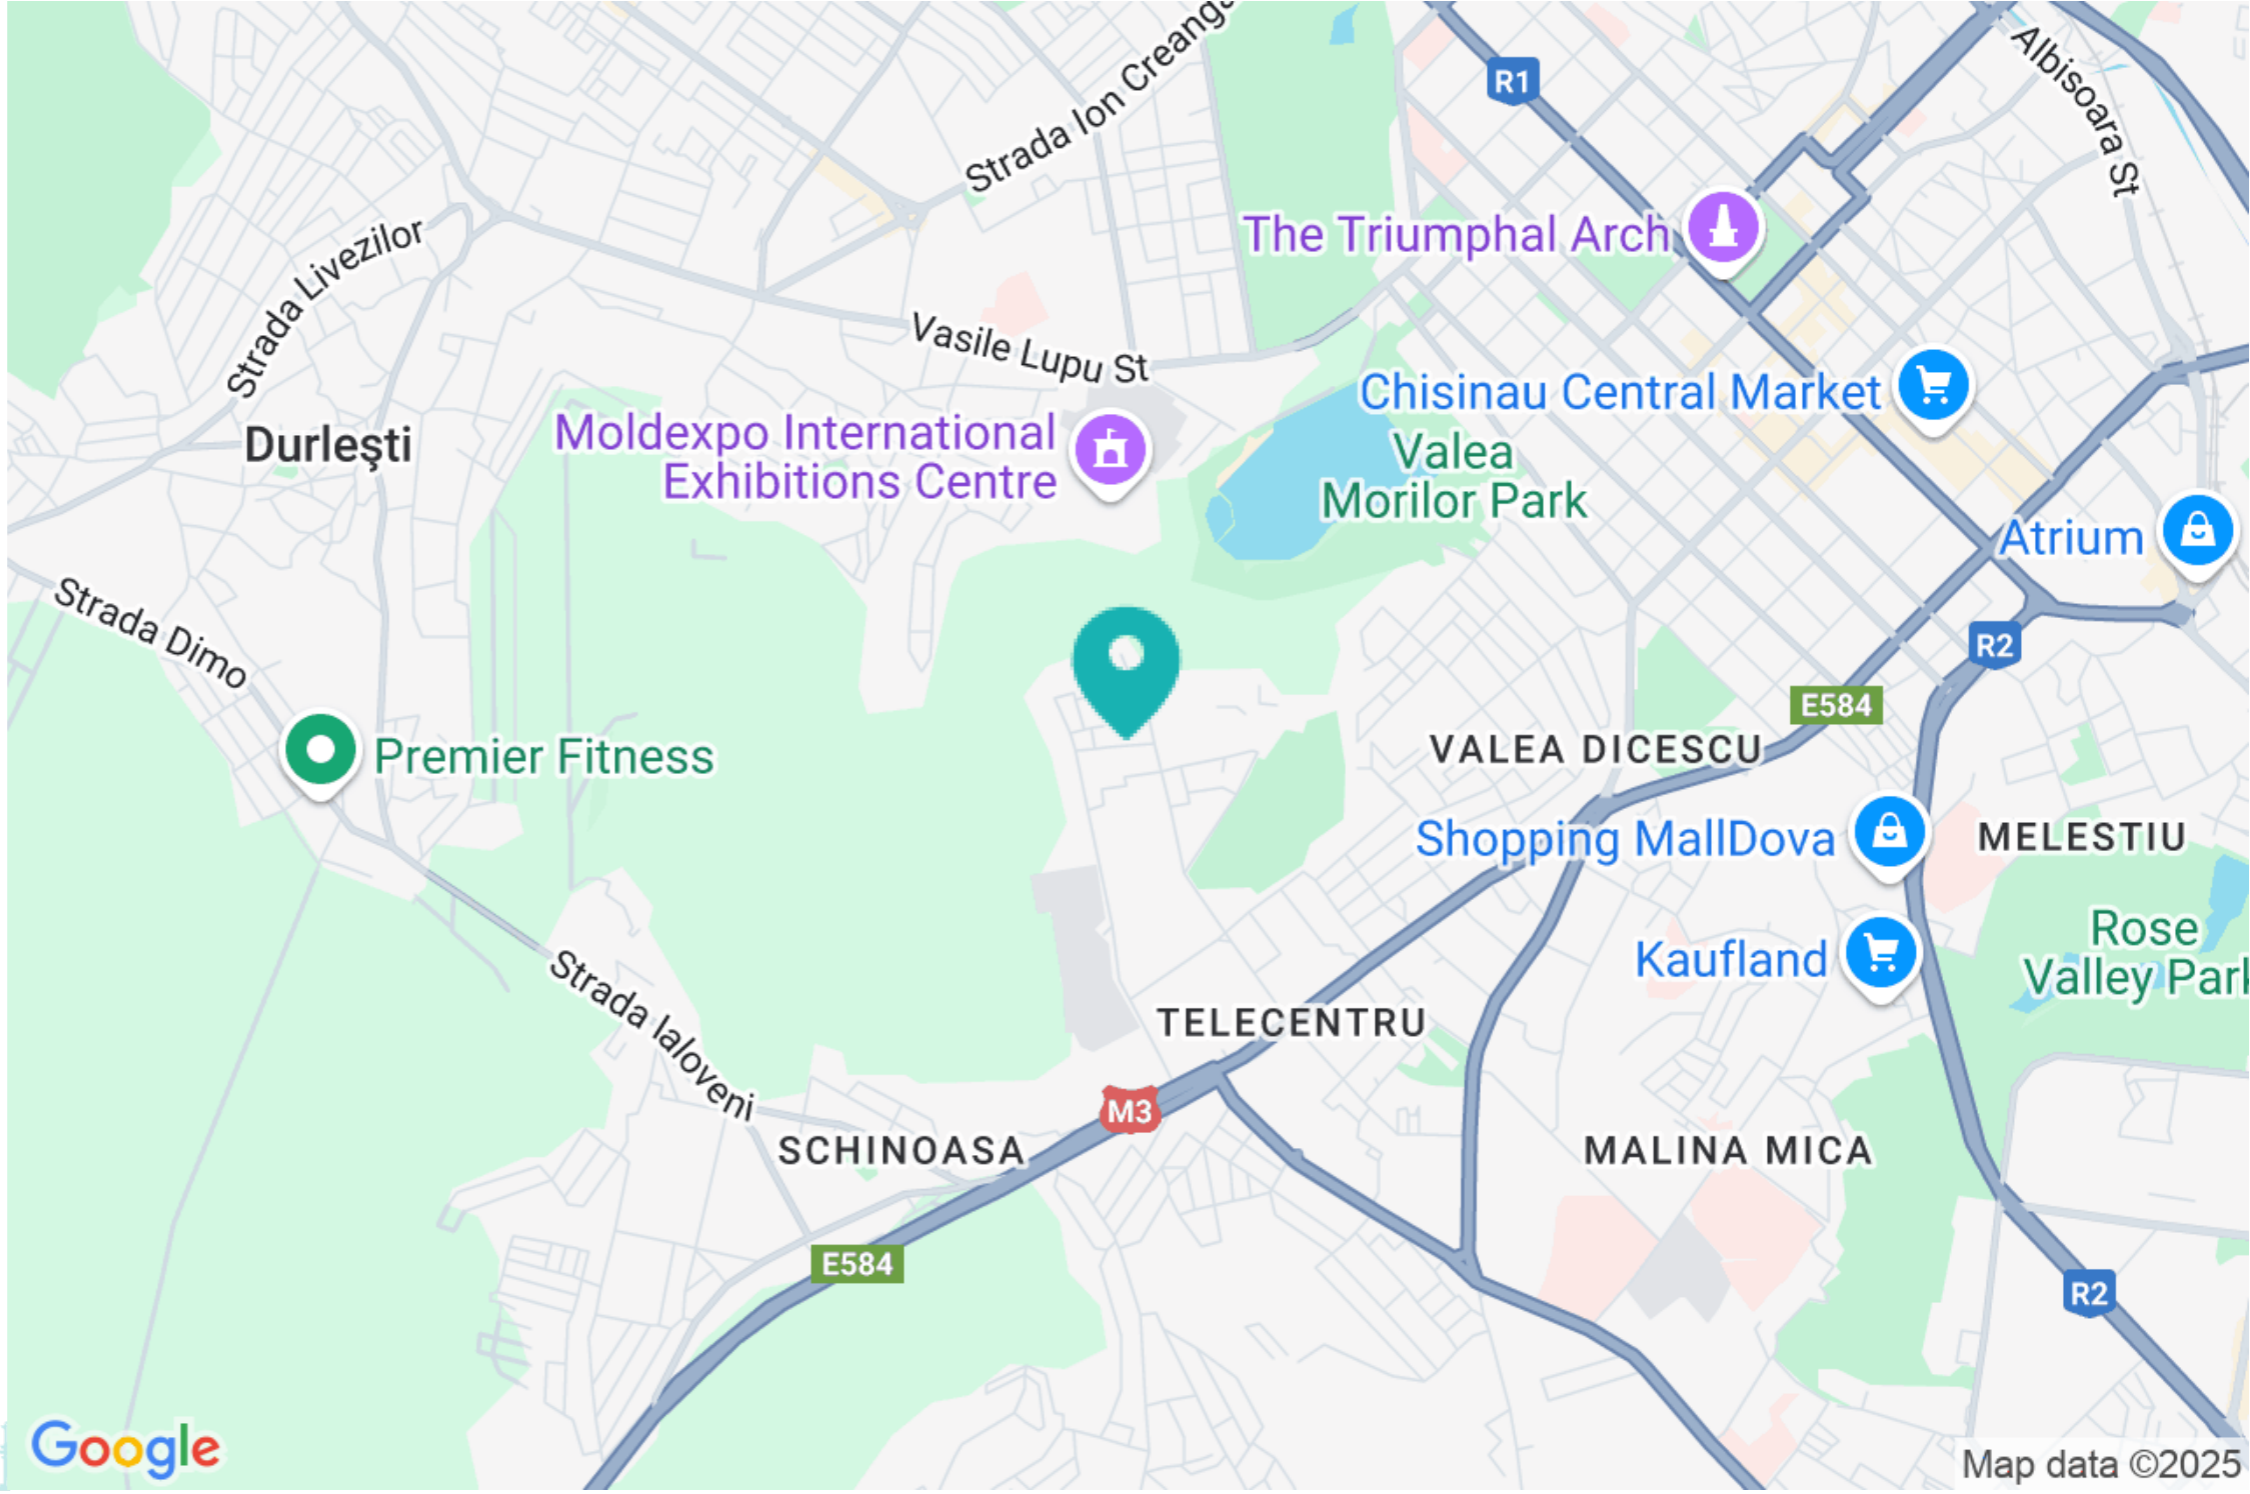 Strada Ion Creangă
R1
Albisoara St
The Triumphal Arch
Strada Livezilor
Vasile Lupu St
Chisinau Central Market
Durleşti
Moldexpo International
Exhibitions Centre
Valea
Morilor Park
Atrium
Strada Dimo
R2
E584
Premier Fitness
VALEA DICESCU
Shopping MallDova
MELESTIU
Rose
Valley Park
Kaufland
Strada Ialoveni
TELECENTRU
M3
SCHINOASA
MALINA MICA
E584
R2
Google
Map data ©2025